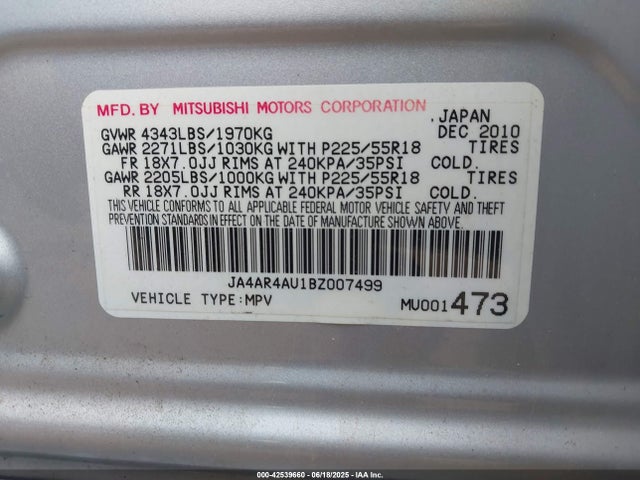 MFD. BY MITSUBISHI MOTORS CORPORATION . JAPAN
GVWR 4343LBS/1970KG DEC 2010
GAWR 2271LBS/1030KG WITH P225/55R18 TIRES
FR 18X7.0JJ RIMS AT 240KPA/35PSI COLD.
GAWR 2205LBS/1000KG WITH P225/55R18 TIRES
RR 18X7.0JJ RIMS AT 240KPA/35PSI COLD.
THIS VEHICLE CONFORMS TO ALL APPLICABLE FEDERAL MOTOR VEHICLE SAFETY AND THEFT
PREVENTION STANDARDS IN EFFECT ON THE DATE OF MANUFACTURE SHOWN ABOVE.
JA4AR4AU1BZ007499
VEHICLE TYPE:MPV MU001473
000-42539660 - 06/18/2025 - IAA Inc.